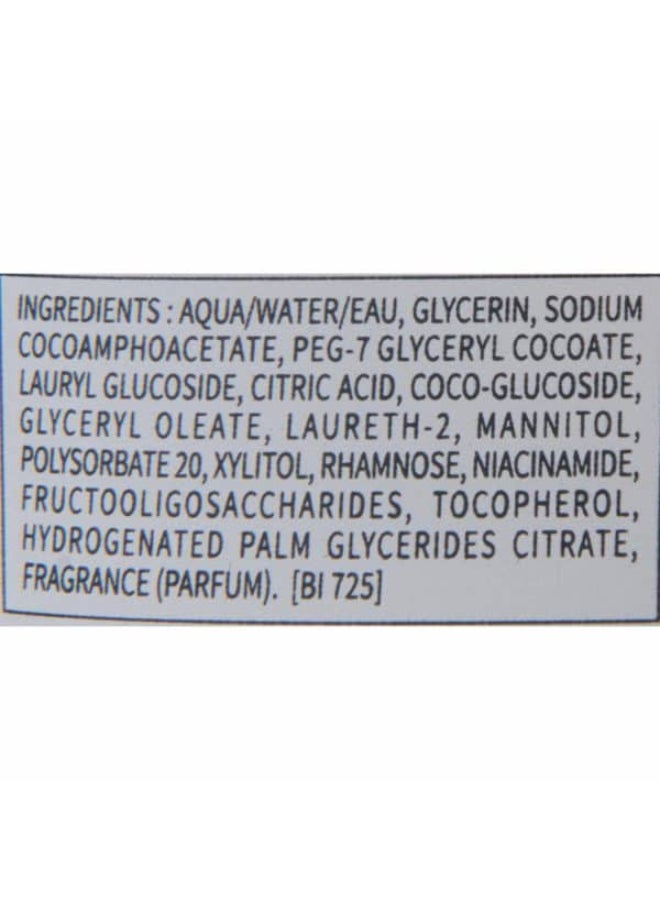 INGREDIENTS : AQUA/WATER/EAU, GLYCERIN, SODIUM
COCOAMPHOACETATE, PEG-7 GLYCERYL COCOATE,
LAURYL GLUCOSIDE, CITRIC ACID, COCO-GLUCOSIDE,
GLYCERYL OLEATE, LAURETH-2, MANNITOL,
POLYSORBATE 20, XYLITOL, RHAMNOSE, NIACINAMIDE,
FRUCTOOLIGOSACCHARIDES, TOCOPHEROL,
HYDROGENATED PALM GLYCERIDES CITRATE,
FRAGRANCE (PARFUM). [BI 725]